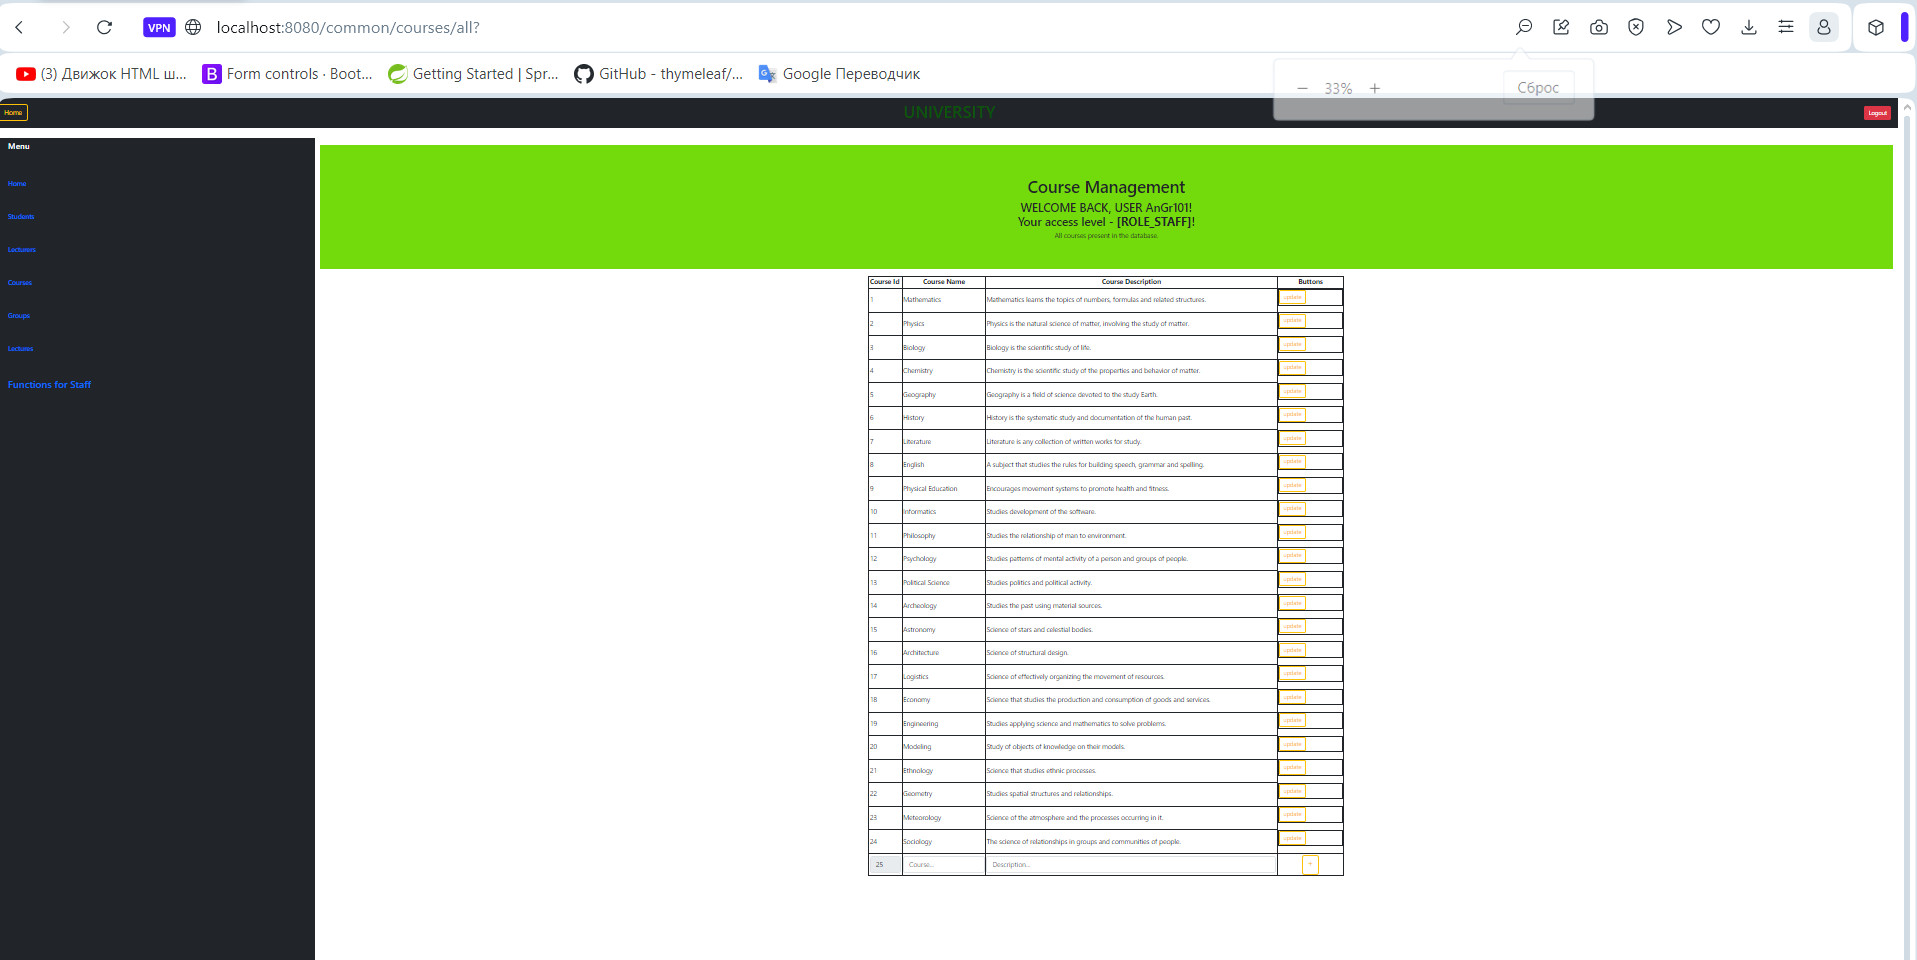 VPN localhost:8080/common/courses/all?
(3) Движок HTML ш... Form controls · Boot... Getting Started | Spr... GitHub - thymeleaf/... Google Переводчик
— 33% + Сброс
Home UNIVERSITY Logout
Menu
Home
Students
Lecturers
Courses
Groups
Lectures
Functions for Staff
Course Management
WELCOME BACK, USER AnGr101!
Your access level - [ROLE_STAFF]!
All courses present in the database.
Course Id Course Name Course Description Buttons
1 Mathematics Mathematics learns the topics of numbers, formulas and related structures. update
2 Physics Physics is the natural science of matter, involving the study of matter. update
3 Biology Biology is the scientific study of life. update
4 Chemistry Chemistry is the scientific study of the properties and behavior of matter. update
5 Geography Geography is a field of science devoted to the study Earth. update
6 History History is the systematic study and documentation of the human past. update
7 Literature Literature is any collection of written works for study. update
8 English A subject that studies the rules for building speech, grammar and spelling. update
9 Physical Education Encourages movement systems to promote health and fitness. update
10 Informatics Studies development of the software. update
11 Philosophy Studies the relationship of man to environment. update
12 Psychology Studies patterns of mental activity of a person and groups of people. update
13 Political Science Studies politics and political activity. update
14 Archeology Studies the past using material sources. update
15 Astronomy Science of stars and celestial bodies. update
16 Architecture Science of structural design. update
17 Logistics Science of effectively organizing the movement of resources. update
18 Economy Science that studies the production and consumption of goods and services. update
19 Engineering Studies applying science and mathematics to solve problems. update
20 Modeling Study of objects of knowledge on their models. update
21 Ethnology Science that studies ethnic processes. update
22 Geometry Studies spatial structures and relationships. update
23 Meteorology Science of the atmosphere and the processes occurring in it. update
24 Sociology The science of relationships in groups and communities of people. update
25 Course... Description... +